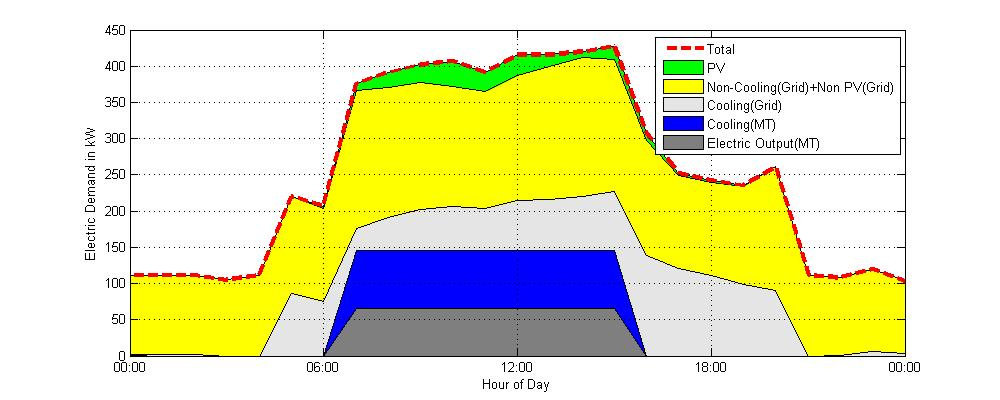 450
400
350
300
250
200
150
100
50
0
Electric Demand in kW
00:00 06:00 12:00 18:00 00:00
Hour of Day
Total
PV
Non-Cooling(Grid)+Non PV(Grid)
Cooling(Grid)
Cooling(MT)
Electric Output(MT)